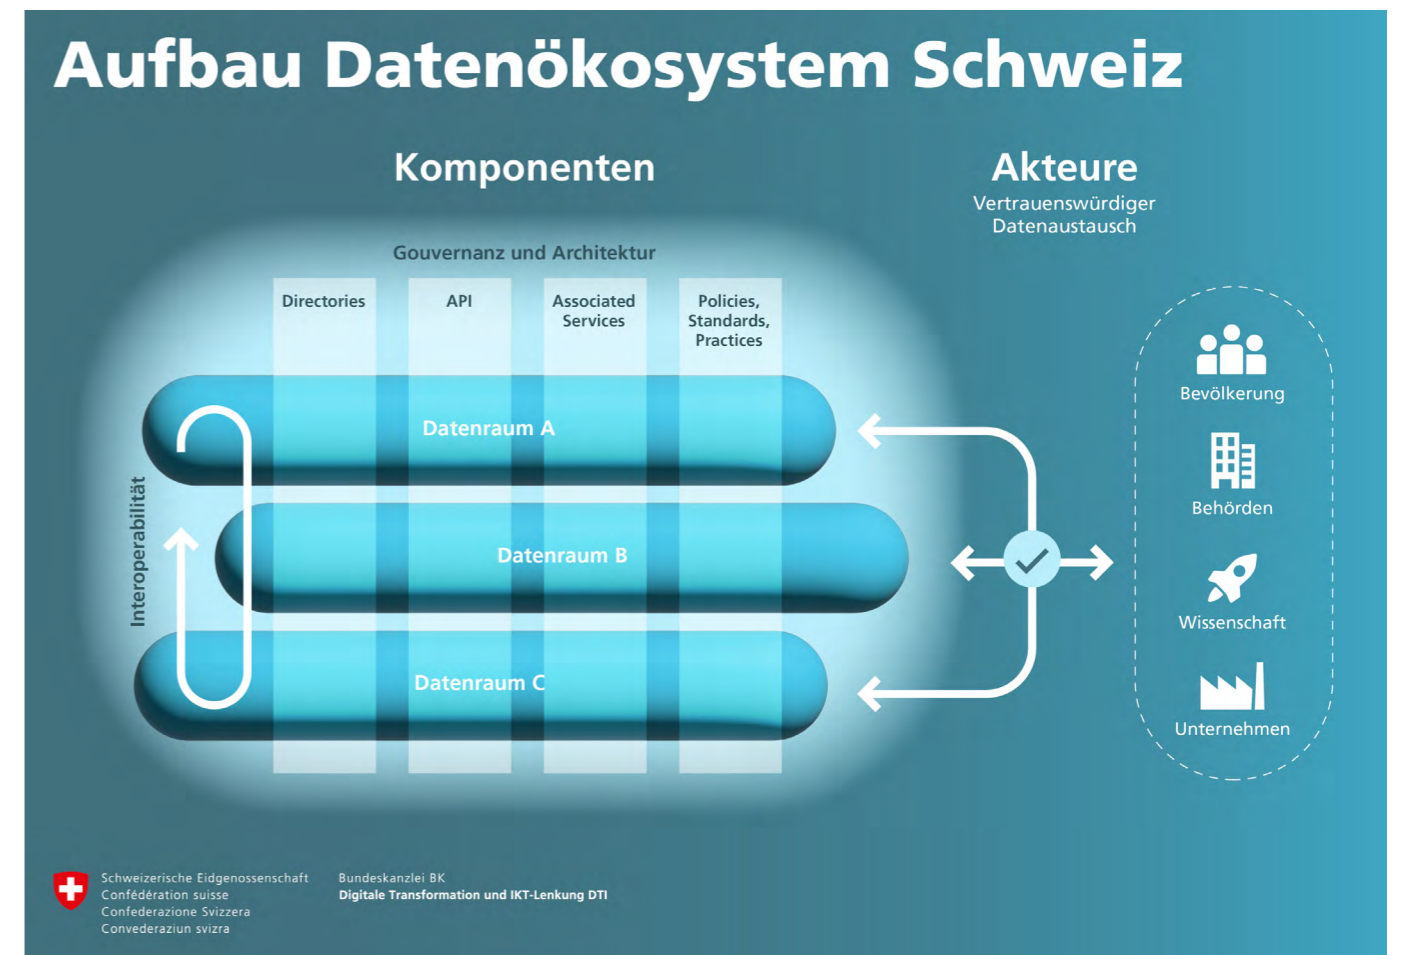 Aufbau Datenökosystem Schweiz
Komponenten
Akteure
Vertrauenswürdiger
Datenaustausch
Gouvernanz und Architektur
Directories
API
Associated
Services
Policies,
Standards,
Practices
Interoperabilität
Datenraum A
Datenraum B
Datenraum C
Bevölkerung
Behörden
Wissenschaft
Unternehmen
Schweizerische Eidgenossenschaft
Confédération suisse
Confederazione Svizzera
Convederaziun svizra
Bundeskanzlei BK
Digitale Transformation und IKT-Lenkung DTI